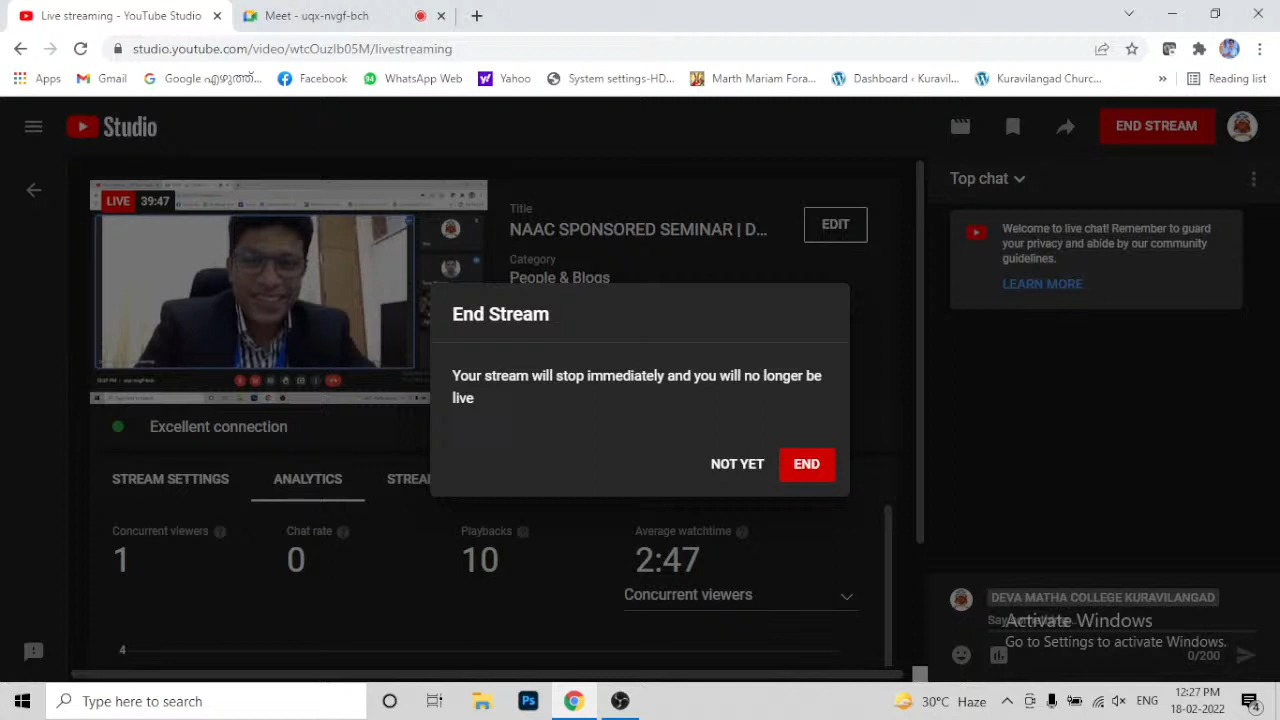 Live streaming - YouTube Studio
Meet - uqx-nvgf-bch
studio.youtube.com/video/wtcOuzIb05M/livestreaming
Apps
Gmail
Google എഴുത്ത്...
Facebook
WhatsApp Web
Yahoo
System settings-HD...
Marth Mariam Fora...
Dashboard ‹ Kuravil...
Kuravilangad Churc...
»
Reading list
Studio
END STREAM
LIVE 39:47
Title
NAAC SPONSORED SEMINAR | D...
EDIT
Category
People & Blogs
Top chat
Welcome to live chat! Remember to guard
your privacy and abide by our community
guidelines.
LEARN MORE
End Stream
Your stream will stop immediately and you will no longer be
live
NOT YET
END
Excellent connection
STREAM SETTINGS
ANALYTICS
STREA
Concurrent viewers
1
Chat rate
0
Playbacks
10
Average watchtime
2:47
Concurrent viewers
4
DEVA MATHA COLLEGE KURAVILANGAD
Say something...
0/200
Activate Windows
Go to Settings to activate Windows.
Type here to search
Ps
30°C Haze
ENG
12:27 PM
18-02-2022
4